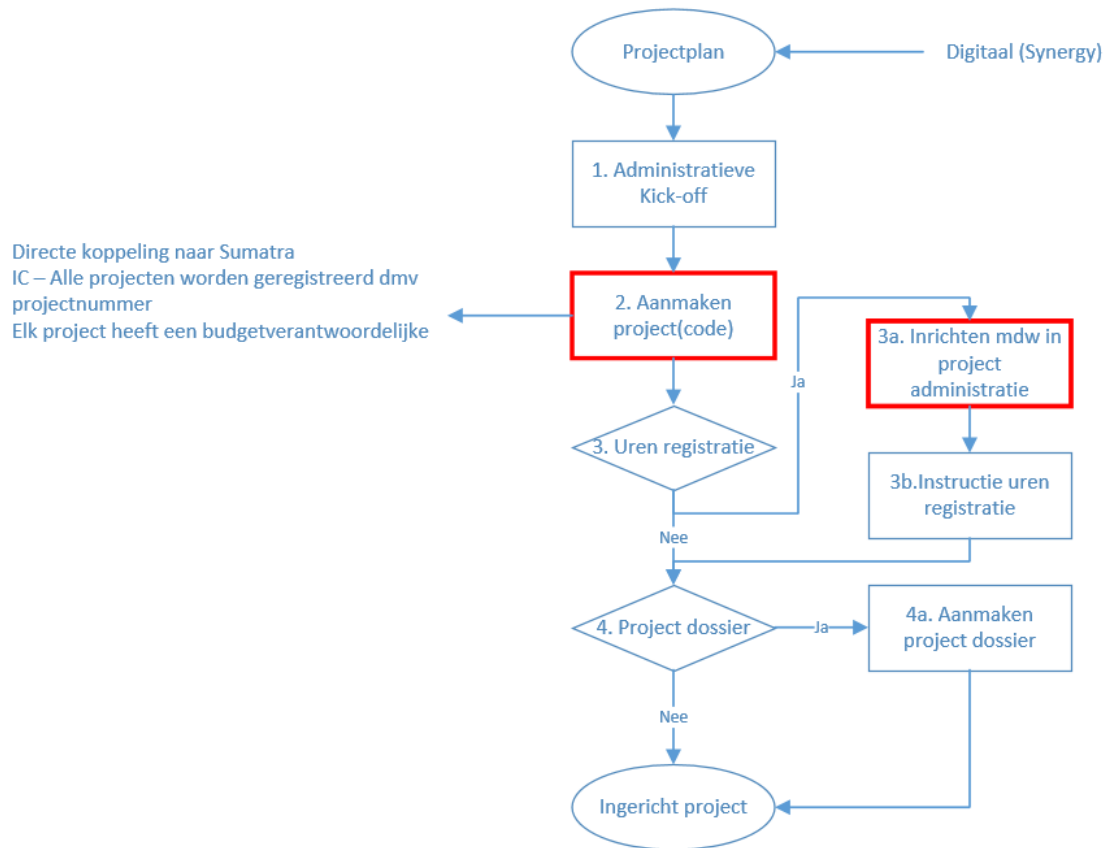 Projectplan
Digitaal (Synergy)
1. Administratieve
Kick-off
Directe koppeling naar Sumatra
IC – Alle projecten worden geregistreerd dmv
projectnummer
Elk project heeft een budgetverantwoordelijke
2. Aanmaken
project(code)
3. Uren registratie
Ja
3a. Inrichten mdw in
project
administratie
3b.Instructie uren
registratie
Nee
4. Project dossier
Ja
4a. Aanmaken
project dossier
Nee
Ingericht project